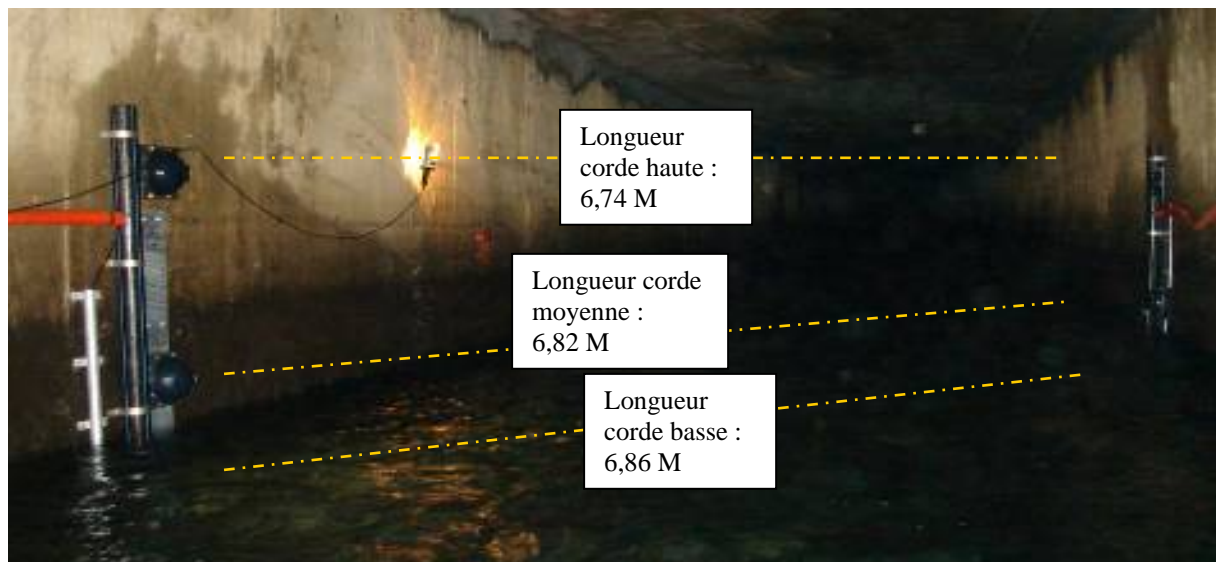 Longueur
corde haute :
6,74 M
Longueur corde
moyenne :
6,82 M
Longueur
corde basse :
6,86 M